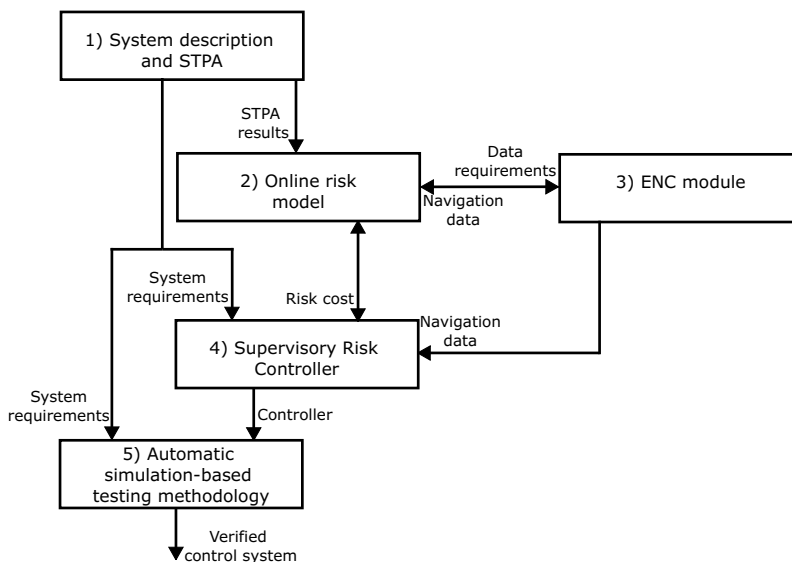 1) System description
and STPA
STPA
results
2) Online risk
model
Data
requirements
Navigation
data
3) ENC module
System
requirements
Risk cost
Navigation
data
4) Supervisory Risk
Controller
System
requirements
Controller
5) Automatic
simulation-based
testing methodology
Verified
control system